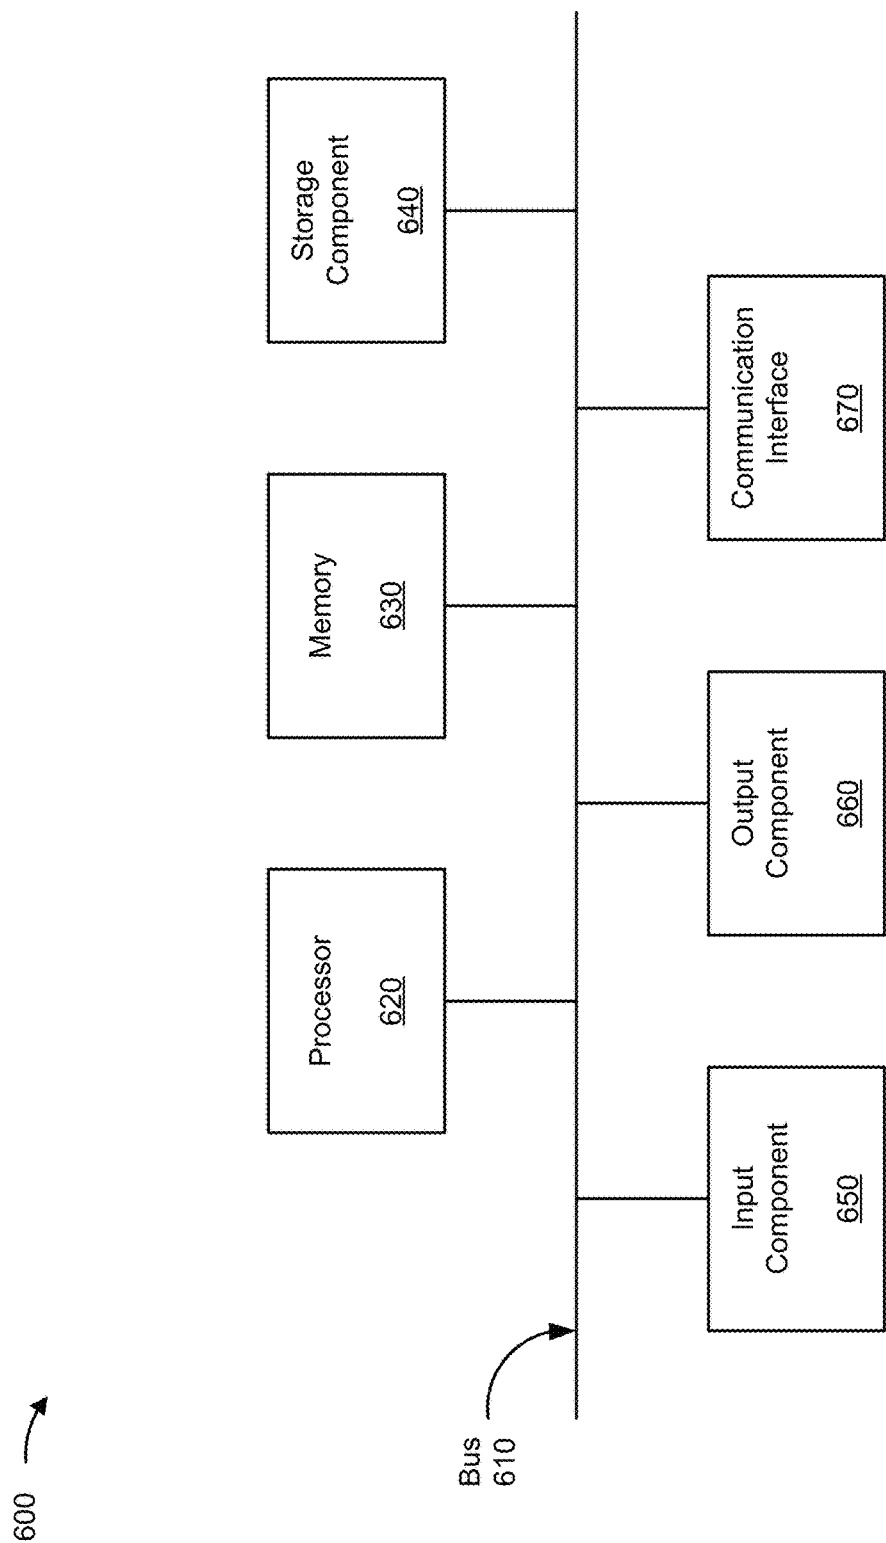 600
Bus
610
Processor
620
Memory
630
Storage
Component
640
Input
Component
650
Output
Component
660
Communication
Interface
670